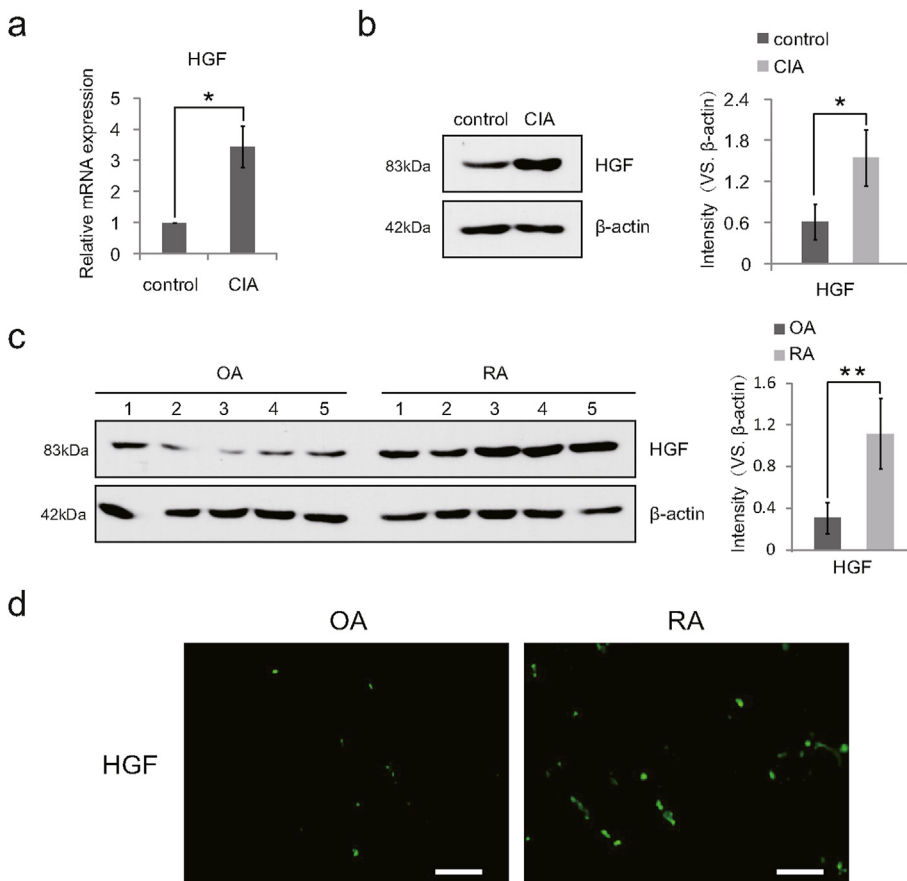 a
HGF
Relative mRNA expression
5
4
3
2
1
0
*
control CIA
b
control CIA
83kDa HGF
42kDa β-actin
control
CIA
Intensity (VS. β-actin)
2.4
1.8
1.2
0.6
0
*
HGF
c
OA RA
1 2 3 4 5 1 2 3 4 5
83kDa HGF
42kDa β-actin
OA
RA
Intensity (VS. β-actin)
1.6
1.2
0.8
0.4
0
**
HGF
d
OA RA
HGF